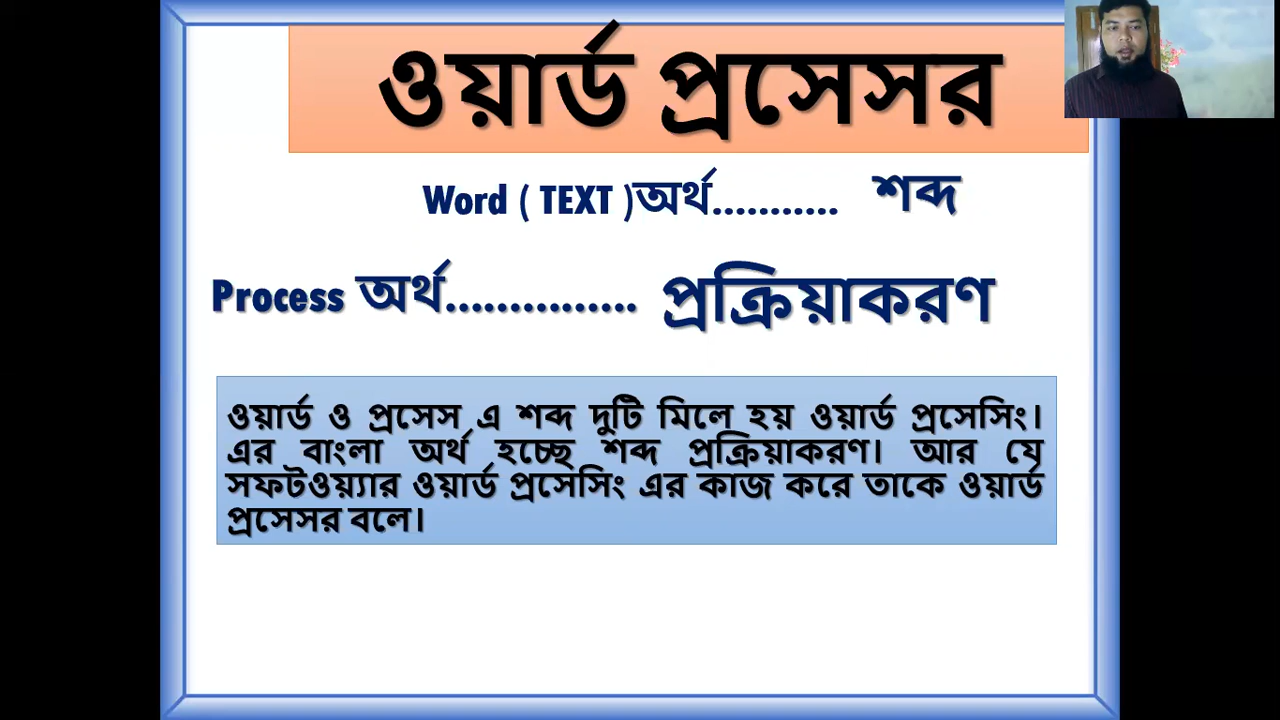 ওয়ার্ড প্রসেসর
Word ( TEXT )অর্থ........... শব্দ
Process অর্থ............... প্রক্রিয়াকরণ
ওয়ার্ড ও প্রসেস এ শব্দ দুটি মিলে হয় ওয়ার্ড প্রসেসিং।
এর বাংলা অর্থ হচ্ছে শব্দ প্রক্রিয়াকরণ। আর যে
সফটওয়্যার ওয়ার্ড প্রসেসিং এর কাজ করে তাকে ওয়ার্ড
প্রসেসর বলে।